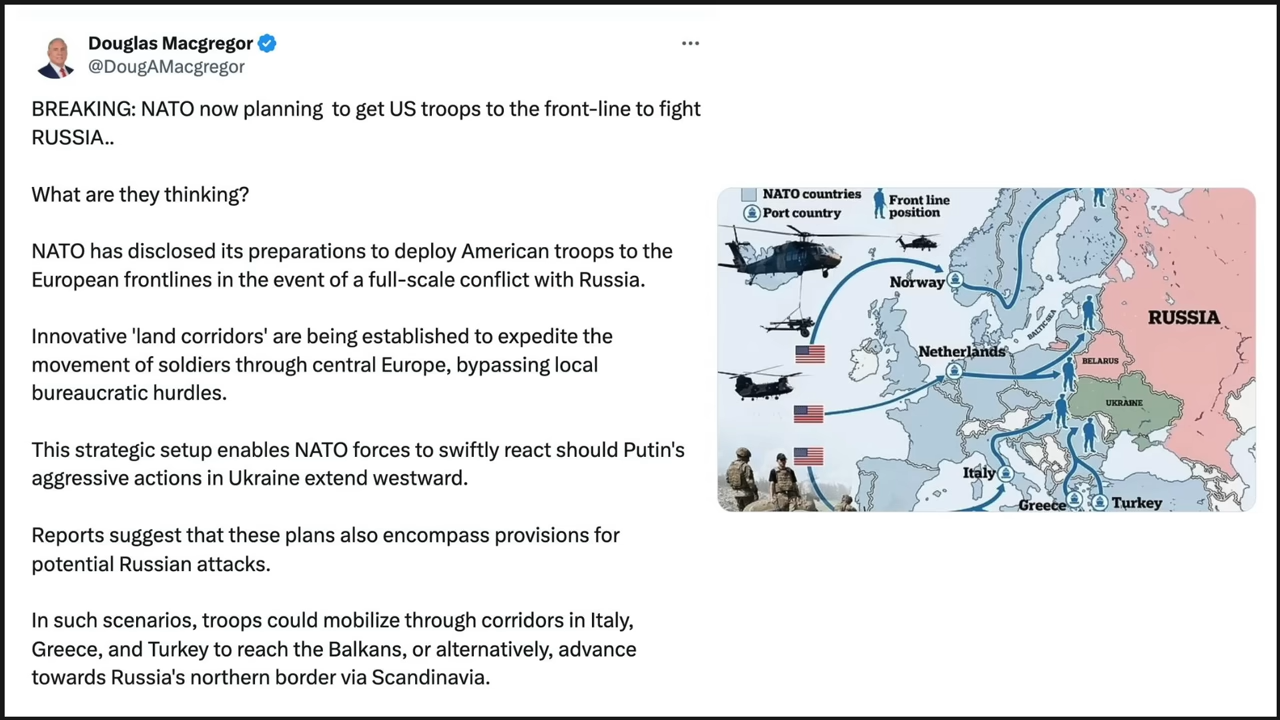 Douglas Macgregor
@DougAMacgregor
BREAKING: NATO now planning  to get US troops to the front-line to fight
RUSSIA..
What are they thinking?
NATO has disclosed its preparations to deploy American troops to the
European frontlines in the event of a full-scale conflict with Russia.
Innovative 'land corridors' are being established to expedite the
movement of soldiers through central Europe, bypassing local
bureaucratic hurdles.
This strategic setup enables NATO forces to swiftly react should Putin's
aggressive actions in Ukraine extend westward.
Reports suggest that these plans also encompass provisions for
potential Russian attacks.
In such scenarios, troops could mobilize through corridors in Italy,
Greece, and Turkey to reach the Balkans, or alternatively, advance
towards Russia's northern border via Scandinavia.
NATO countries
Port country
Front line
position
Norway
BALTIC SEA
RUSSIA
Netherlands
BELARUS
UKRAINE
Italy
Greece
Turkey